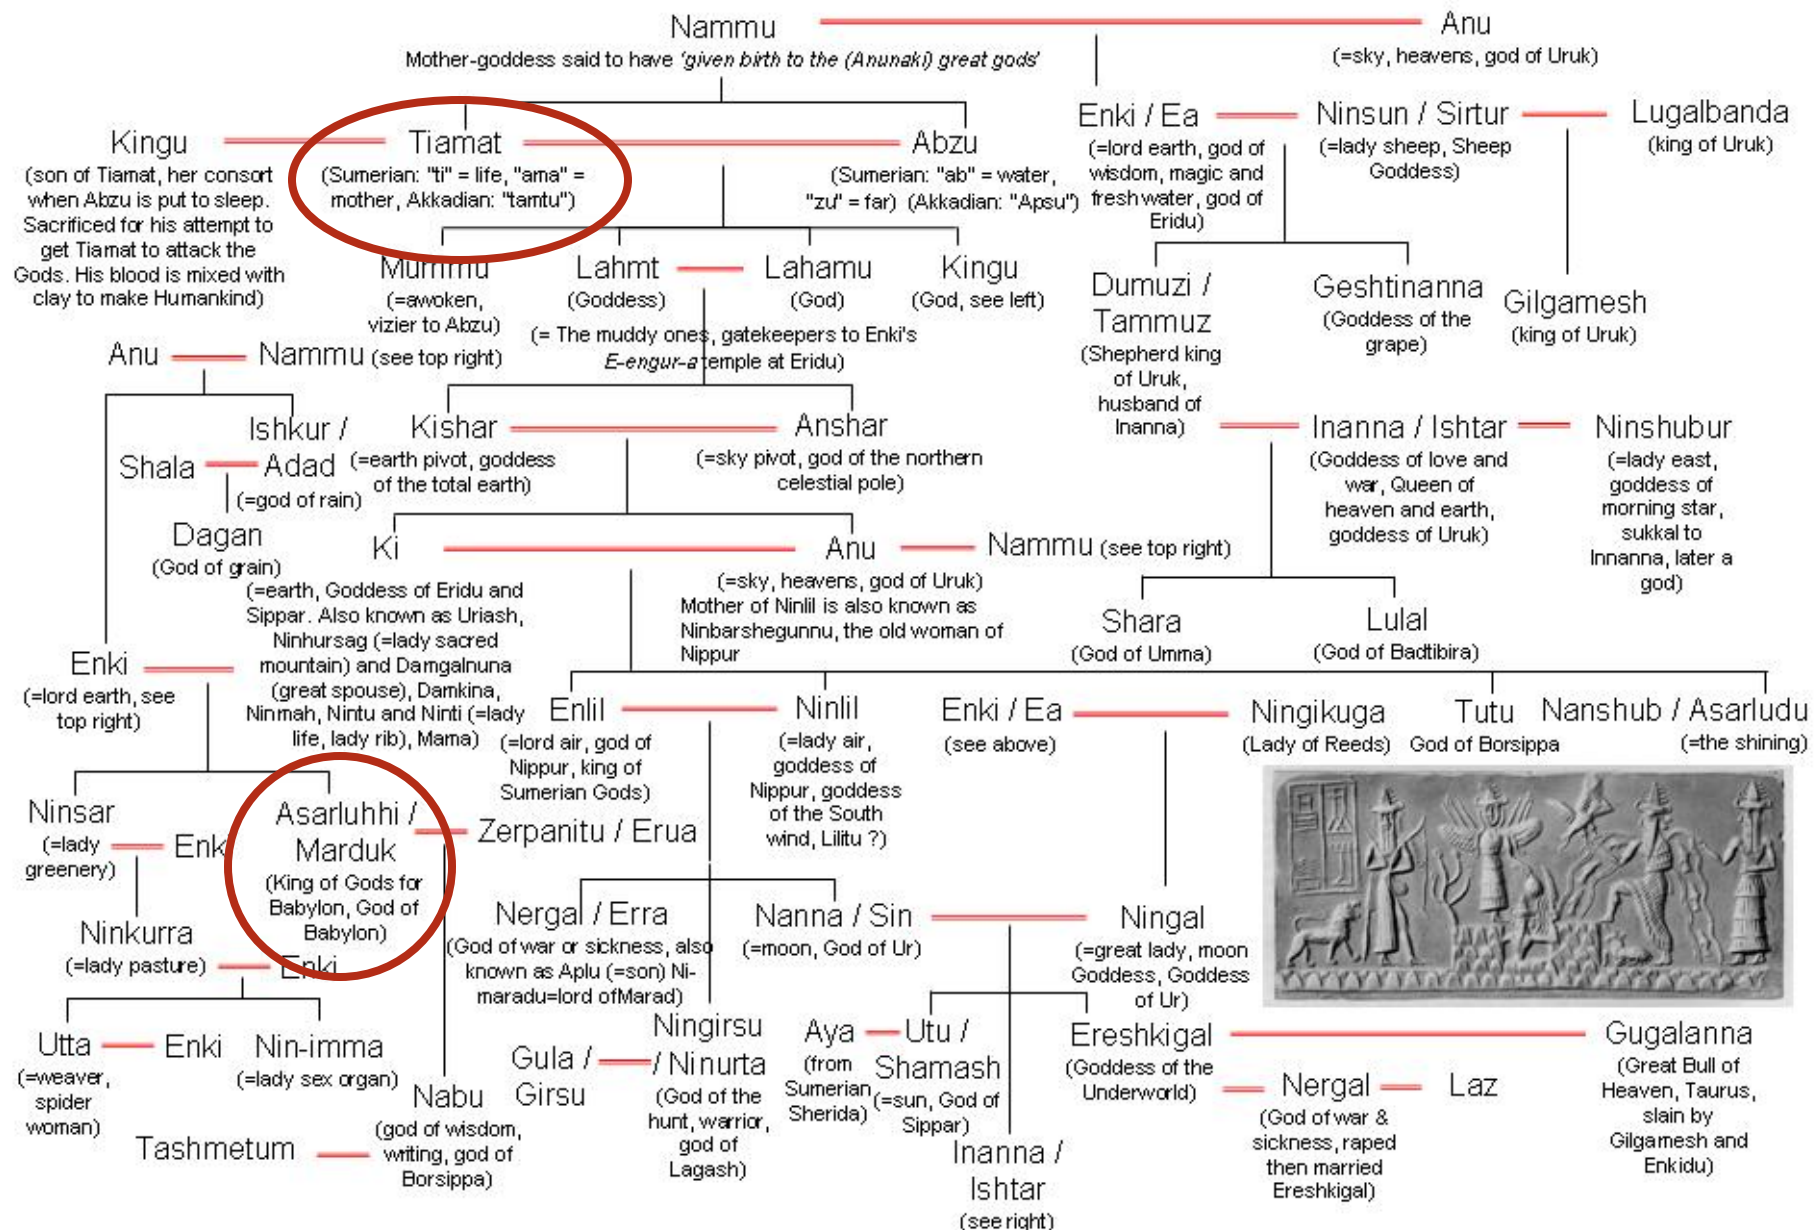 Nammu
Anu
Mother-goddess said to have 'given birth to the (Anunaki) great gods'
(=sky, heavens, god of Uruk)
Kingu
(son of Tiamat, her consort
when Abzu is put to sleep.
Sacrificed for his attempt to
get Tiamat to attack the
Gods. His blood is mixed with
clay to make Humankind)
Tiamat
(Sumerian: "ti" = life, "ama" =
mother, Akkadian: "tamtu")
Abzu
(Sumerian: "ab" = water,
"zu" = far) (Akkadian: "Apsu")
Enki / Ea
(=lord earth, god of
wisdom, magic and
fresh water, god of
Eridu)
Ninsun / Sirtur
(=lady sheep, Sheep
Goddess)
Lugalbanda
(king of Uruk)
Mummu
(=awoken,
vizier to Abzu)
Lahmt
(Goddess)
Lahamu
(God)
Kingu
(God, see left)
(= The muddy ones, gatekeepers to Enki's
E-engur-a temple at Eridu)
Dumuzi /
Tammuz
(Shepherd king
of Uruk,
husband of
Inanna)
Geshtinanna
(Goddess of the
grape)
Gilgamesh
(king of Uruk)
Anu
Nammu (see top right)
Ishkur /
Adad
(=god of rain)
Shala
Dagan
(God of grain)
Kishar
(=earth pivot, goddess
of the total earth)
Anshar
(=sky pivot, god of the northern
celestial pole)
Inanna / Ishtar
(Goddess of love and
war, Queen of
heaven and earth,
goddess of Uruk)
Ninshubur
(=lady east,
goddess of
morning star,
sukkal to
Innanna, later a
god)
Ki
(=earth, Goddess of Eridu and
Sippar. Also known as Uriash,
Ninhursag (=lady sacred
mountain) and Damgalnuna
(great spouse), Damkina,
Ninmah, Nintu and Ninti (=lady
life, lady rib), Mama)
Anu
(=sky, heavens, god of Uruk)
Mother of Ninlil is also known as
Ninbarshegunnu, the old woman of
Nippur
Nammu (see top right)
Shara
(God of Umma)
Lulal
(God of Badtibira)
Enki
(=lord earth, see
top right)
Enlil
(=lord air, god of
Nippur, king of
Sumerian Gods)
Ninlil
(=lady air,
goddess of
Nippur, goddess
of the South
wind, Lilitu ?)
Enki / Ea
(see above)
Ningikuga
(Lady of Reeds)
Tutu
God of Borsippa
Nanshub / Asarludu
(=the shining)
Ninsar
(=lady
greenery)
Enki
Asarluhhi /
Marduk
(King of Gods for
Babylon, God of
Babylon)
Zerpanitu / Erua
Ninkurra
(=lady pasture)
Enki
Nergal / Erra
(God of war or sickness, also
known as Aplu (=son) Ni-
maradu=lord of Marad)
Nanna / Sin
(=moon, God of Ur)
Ningal
(=great lady, moon
Goddess, Goddess
of Ur)
Utta
(=weaver,
spider
woman)
Enki
Nin-imma
(=lady sex organ)
Nabu
(god of wisdom,
writing, god of
Borsippa)
Tashmetum
Gula /
Girsu
Ningirsu
/ Ninurta
(God of the
hunt, warrior,
god of
Lagash)
Aya
(from
Sumerian
Sherida)
Utu /
Shamash
(=sun, God of
Sippar)
Ereshkigal
(Goddess of the
Underworld)
Gugalanna
(Great Bull of
Heaven, Taurus,
slain by
Gilgamesh and
Enkidu)
Nergal
(God of war &
sickness, raped
then married
Ereshkigal)
Laz
Inanna /
Ishtar
(see right)